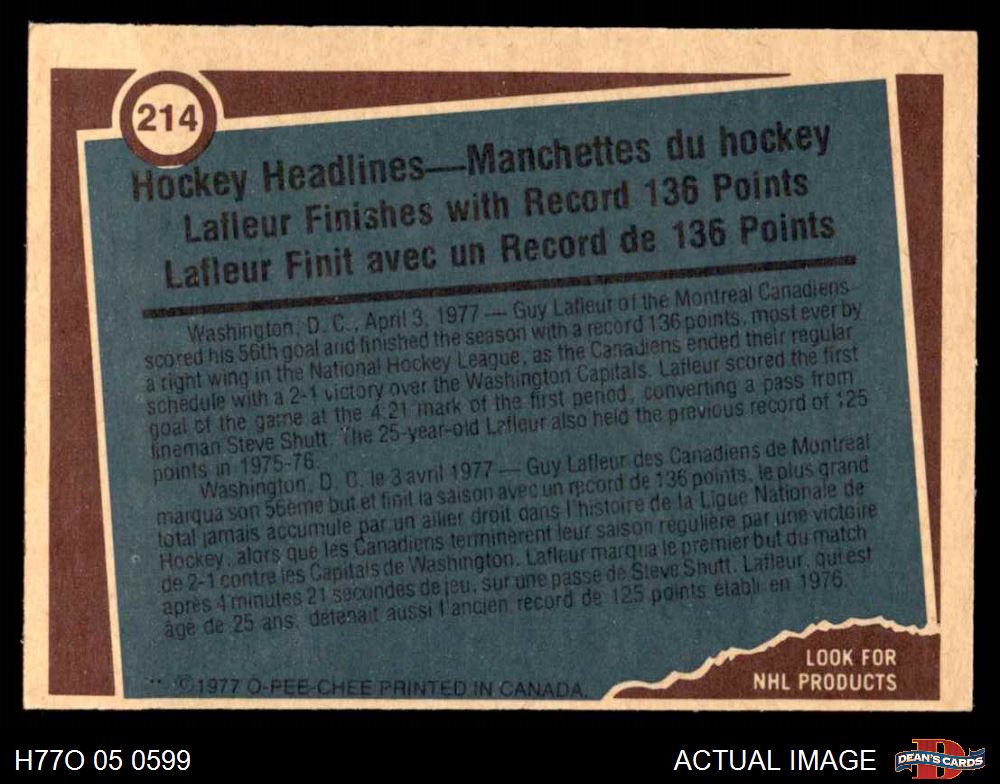 214
Hockey Headlines—Manchettes du hockey
Lafleur Finishes with Record 136 Points
Lafleur Finit avec un Record de 136 Points
Washington, D. C., April 3, 1977 — Guy Lafleur of the Montreal Canadiens
scored his 56th goal and finished the season with a record 136 points, most ever by
a right wing in the National Hockey League, as the Canadiens ended their regular
schedule with a 2-1 victory over the Washington Capitals. Lafleur scored the first
goal of the game at the 4:21 mark of the first period, converting a pass from
lineman Steve Shutt. The 25-year-old Lafleur also held the previous record of 125
points in 1975-76.
Washington, D. C. le 3 avril 1977 — Guy Lafleur des Canadiens de Montréal
marqua son 56ème but et finit la saison avec un record de 136 points, le plus grand
total jamais accumulé par un ailier droit dans l'histoire de la Ligue Nationale de
Hockey, alors que les Canadiens terminèrent leur saison régulière par une victoire
de 2-1 contre les Capitals de Washington. Lafleur marqua le premier but du match
après 4 minutes 21 secondes de jeu, sur une passe de Steve Shutt. Lafleur, qui est
âgé de 25 ans, détenait aussi l'ancien record de 125 points établi en 1976.
** ©1977 O-PEE-CHEE PRINTED IN CANADA.
LOOK FOR
NHL PRODUCTS
H77O 05 0599
ACTUAL IMAGE
DEAN'S CARDS